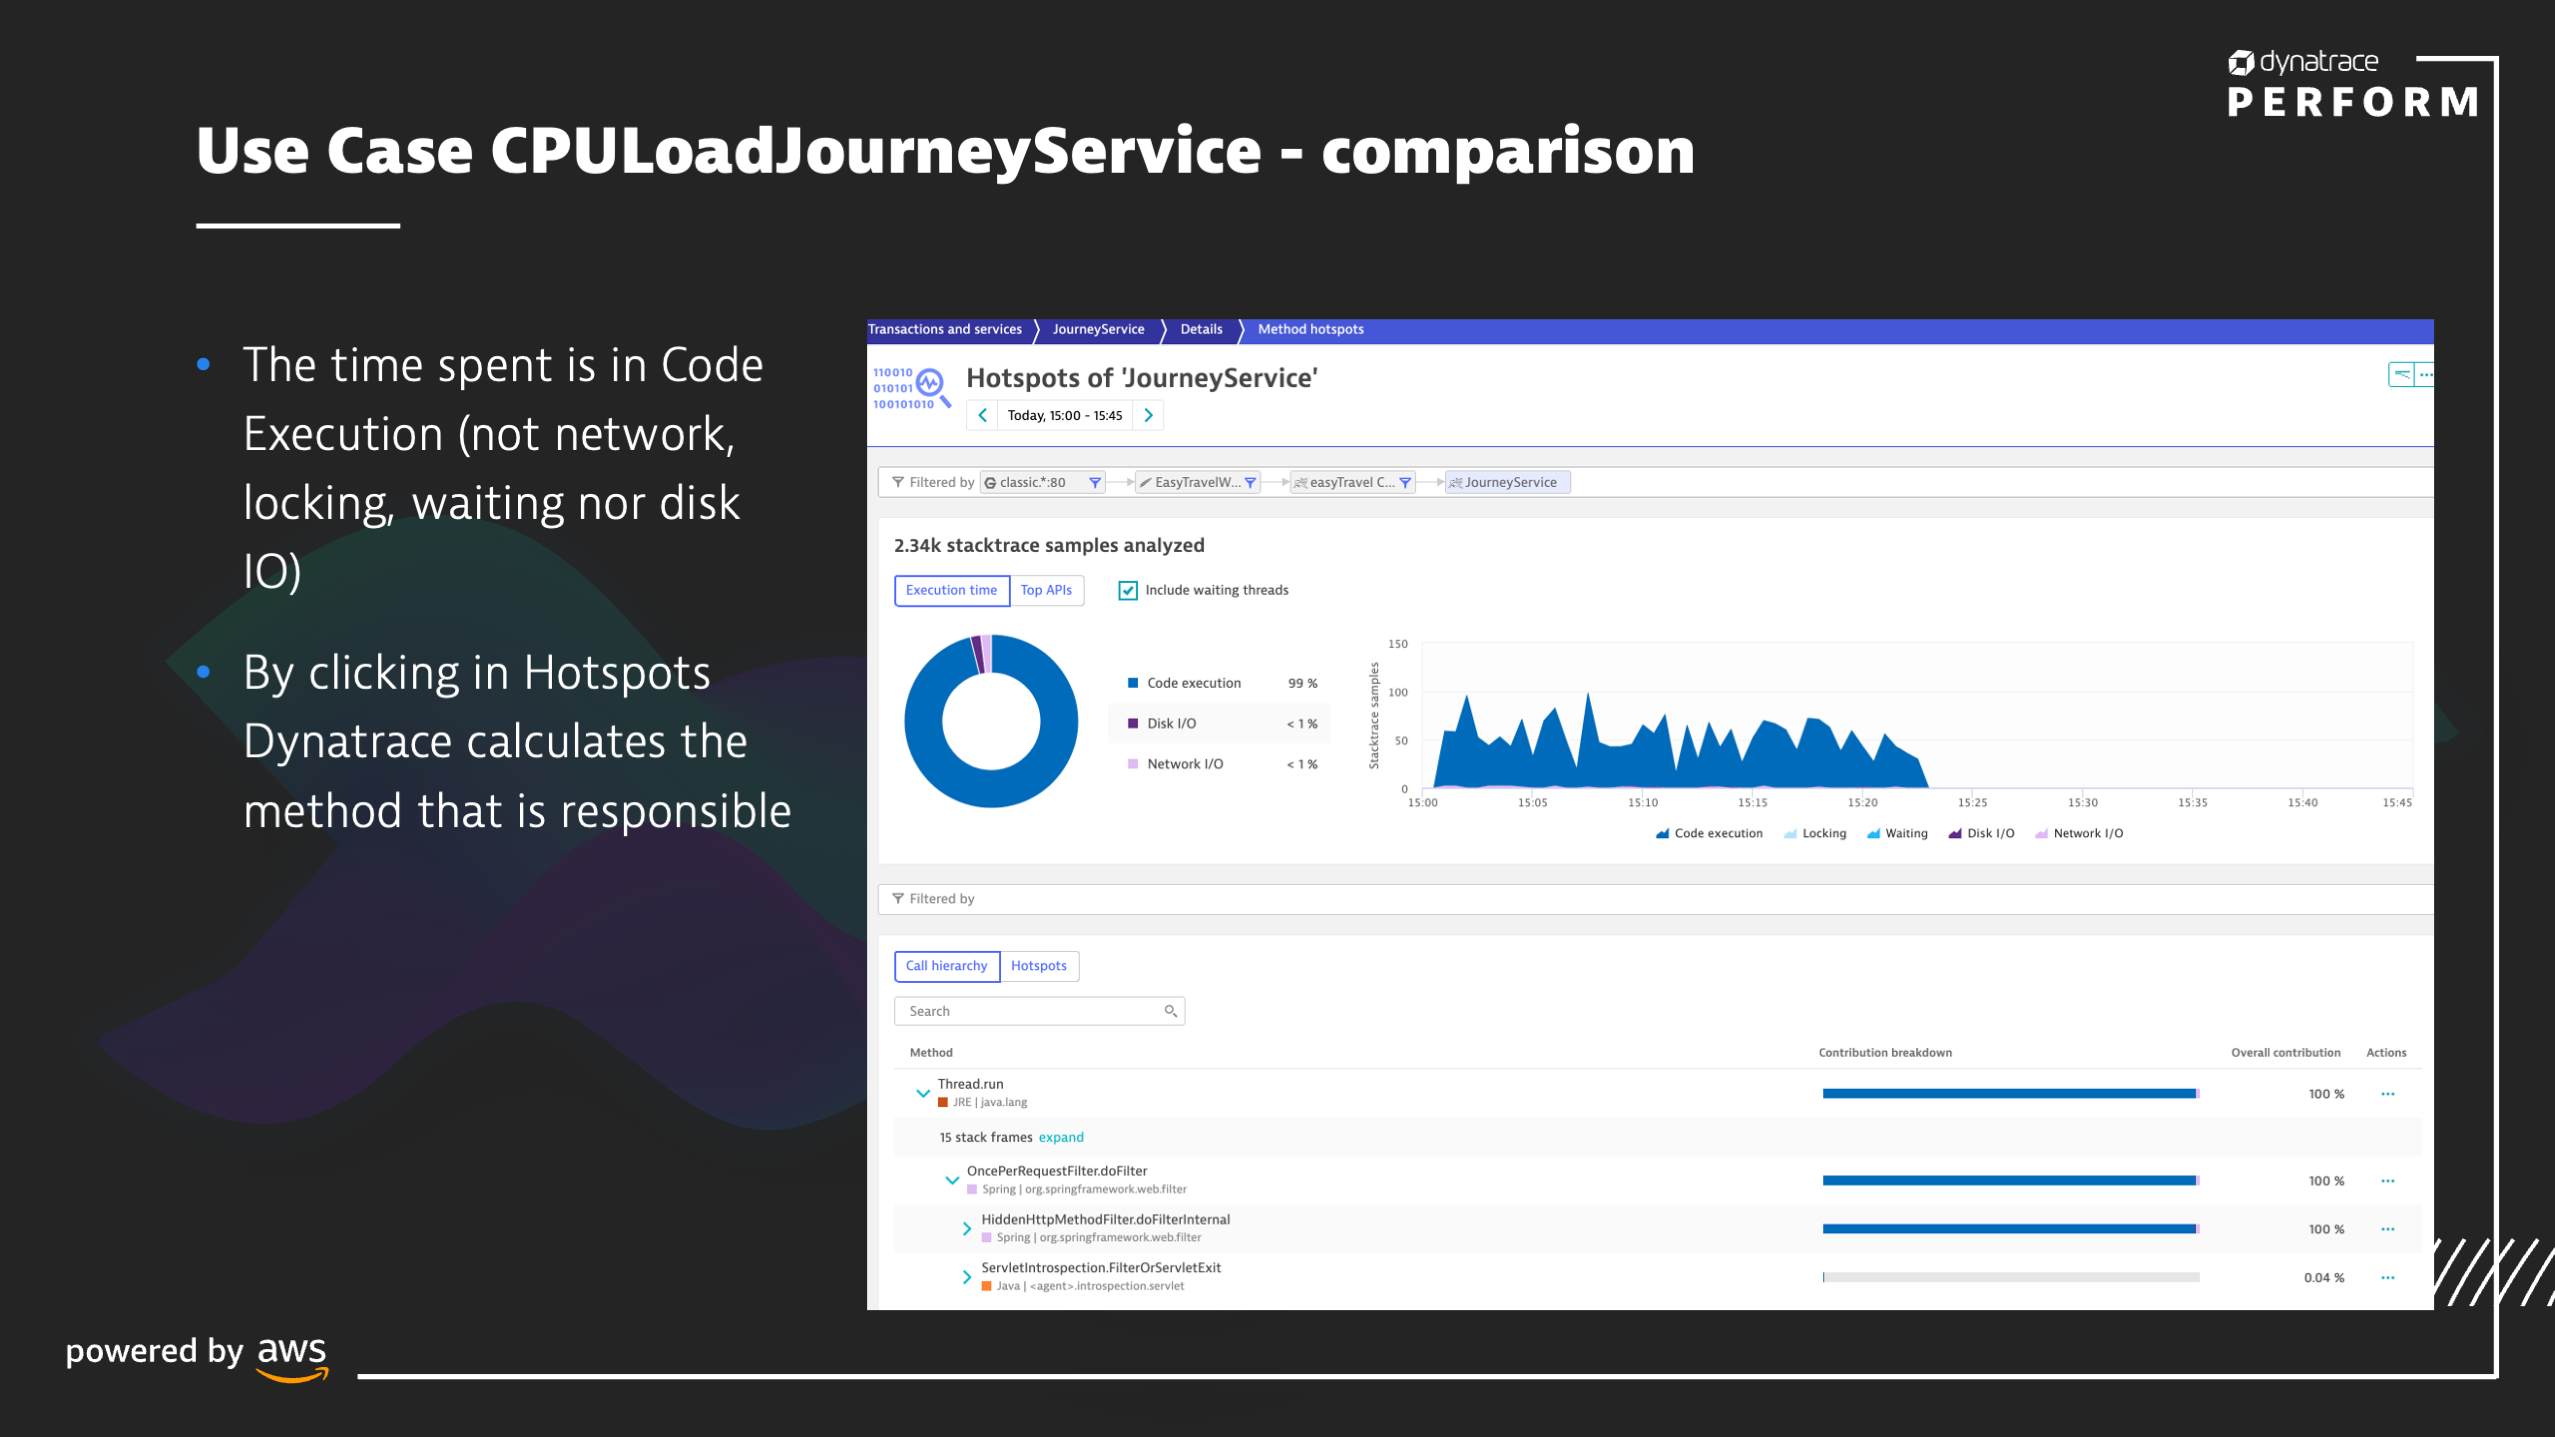 dynatrace
PERFORM
Use Case CPULoadJourneyService - comparison
• The time spent is in Code
Execution (not network,
locking, waiting nor disk
IO)
• By clicking in Hotspots
Dynatrace calculates the
method that is responsible
Transactions and services JourneyService Details Method hotspots
110010
010101
100101010
Hotspots of 'JourneyService'
Today, 15:00 - 15:45
Filtered by classic.*:80 EasyTravelW... easyTravel C... JourneyService
2.34k stacktrace samples analyzed
Execution time Top APIs Include waiting threads
Code execution 99 %
Disk I/O < 1 %
Network I/O < 1 %
Stacktrace samples
150
100
50
0
15:00 15:05 15:10 15:15 15:20 15:25 15:30 15:35 15:40 15:45
Code execution Locking Waiting Disk I/O Network I/O
Filtered by
Call hierarchy Hotspots
Search
Method Contribution breakdown Overall contribution Actions
Thread.run 100 % ...
JRE | java.lang
15 stack frames expand
OncePerRequestFilter.doFilter 100 % ...
Spring | org.springframework.web.filter
HiddenHttpMethodFilter.doFilterInternal 100 % ...
Spring | org.springframework.web.filter
ServletIntrospection.FilterOrServletExit 0.04 % ...
Java | <agent>.introspection.servlet
powered by aws